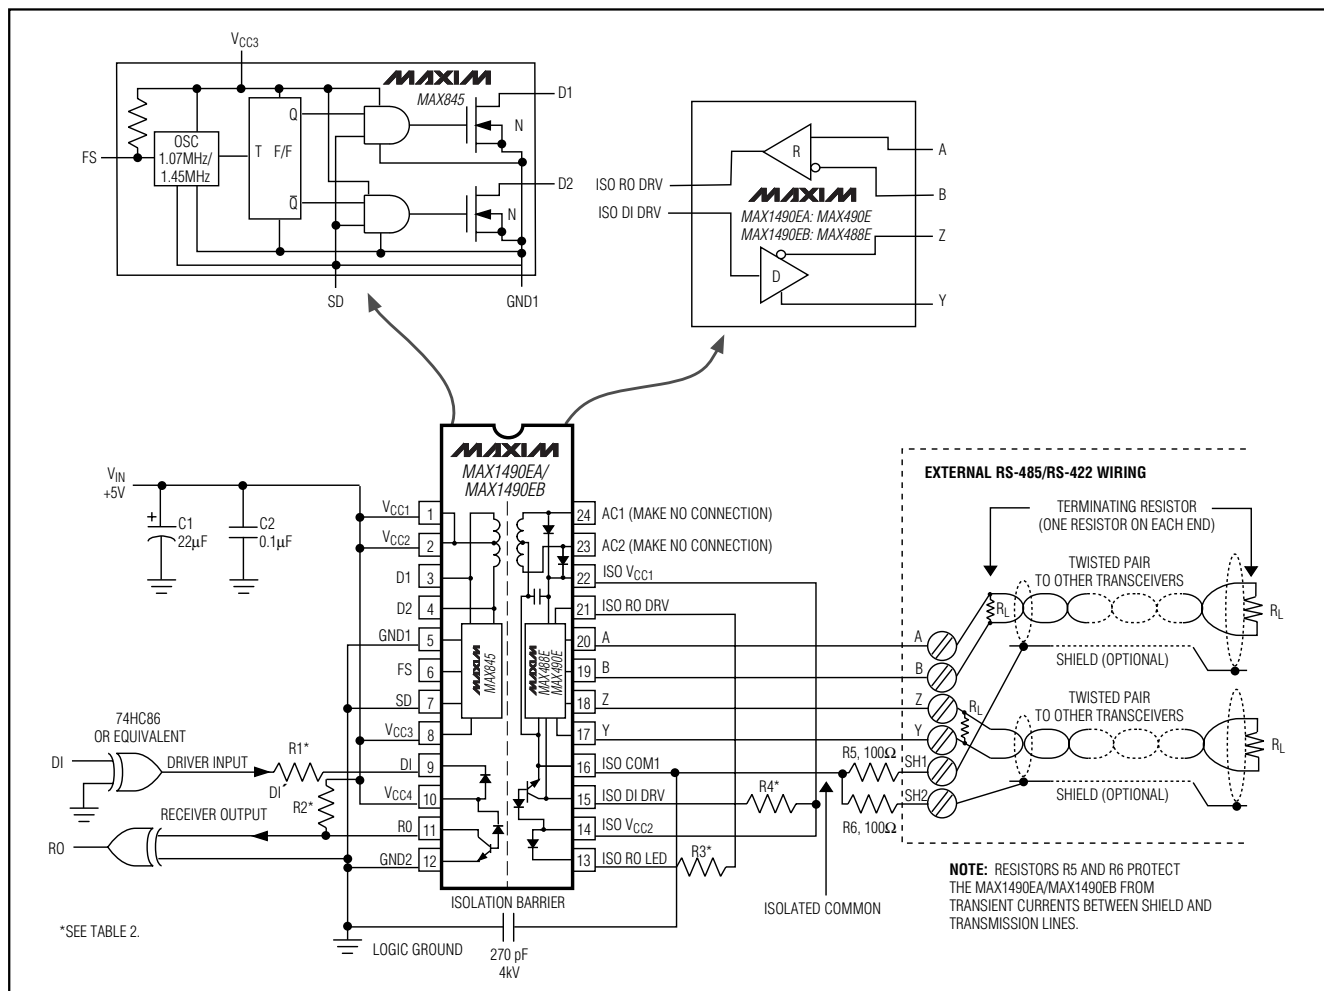 VCC3
MAXIM
MAX845
D1
Q
N
FS
OSC
1.07MHz/
1.45MHz
T F/F
D2
Q̅
N
SD
GND1
A
R
ISO RO DRV
B
MAXIM
ISO DI DRV
MAX1490EA: MAX490E
MAX1490EB: MAX488E
Z
D
Y
MAXIM
MAX1490EA/
MAX1490EB
VIN
+5V
+
C1
22µF
C2
0.1µF
VCC1
1
VCC2
2
D1
3
D2
4
GND1
5
FS
6
SD
7
VCC3
8
DI
9
VCC4
10
RO
11
GND2
12
MAXIM
MAX845
MAXIM
MAX488E
MAX490E
24
AC1 (MAKE NO CONNECTION)
23
AC2 (MAKE NO CONNECTION)
22
ISO VCC1
21
ISO RO DRV
20
A
19
B
18
Z
17
Y
16
ISO COM1
15
ISO DI DRV
14
ISO VCC2
13
ISO RO LED
ISOLATION BARRIER
74HC86
OR EQUIVALENT
DI
DRIVER INPUT
R1*
DI'
R2*
RECEIVER OUTPUT
RO
R4*
R3*
R5, 100Ω
R6, 100Ω
ISOLATED COMMON
LOGIC GROUND
270 pF
4kV
*SEE TABLE 2.
EXTERNAL RS-485/RS-422 WIRING
TERMINATING RESISTOR
(ONE RESISTOR ON EACH END)
TWISTED PAIR
TO OTHER TRANSCEIVERS
RL
RL
A
SHIELD (OPTIONAL)
B
TWISTED PAIR
TO OTHER TRANSCEIVERS
Z
RL
Y
RL
SH1
SH2
SHIELD (OPTIONAL)
NOTE: RESISTORS R5 AND R6 PROTECT
THE MAX1490EA/MAX1490EB FROM
TRANSIENT CURRENTS BETWEEN SHIELD AND
TRANSMISSION LINES.